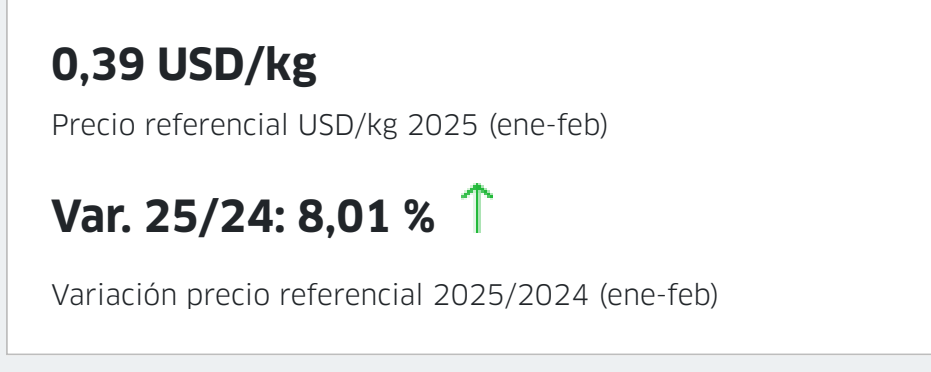 0,39 USD/kg
Precio referencial USD/kg 2025 (ene-feb)
Var. 25/24: 8,01 %
Variación precio referencial 2025/2024 (ene-feb)